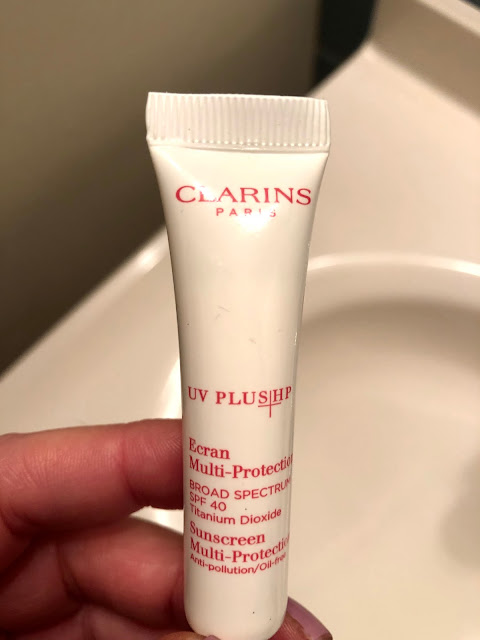 CLARINS
PARIS
UV PLUS HP
Ecran
Multi-Protection
BROAD SPECTRUM
SPF 40
Titanium Dioxide
Sunscreen
Multi-Protection
Anti-pollution/Oil-free